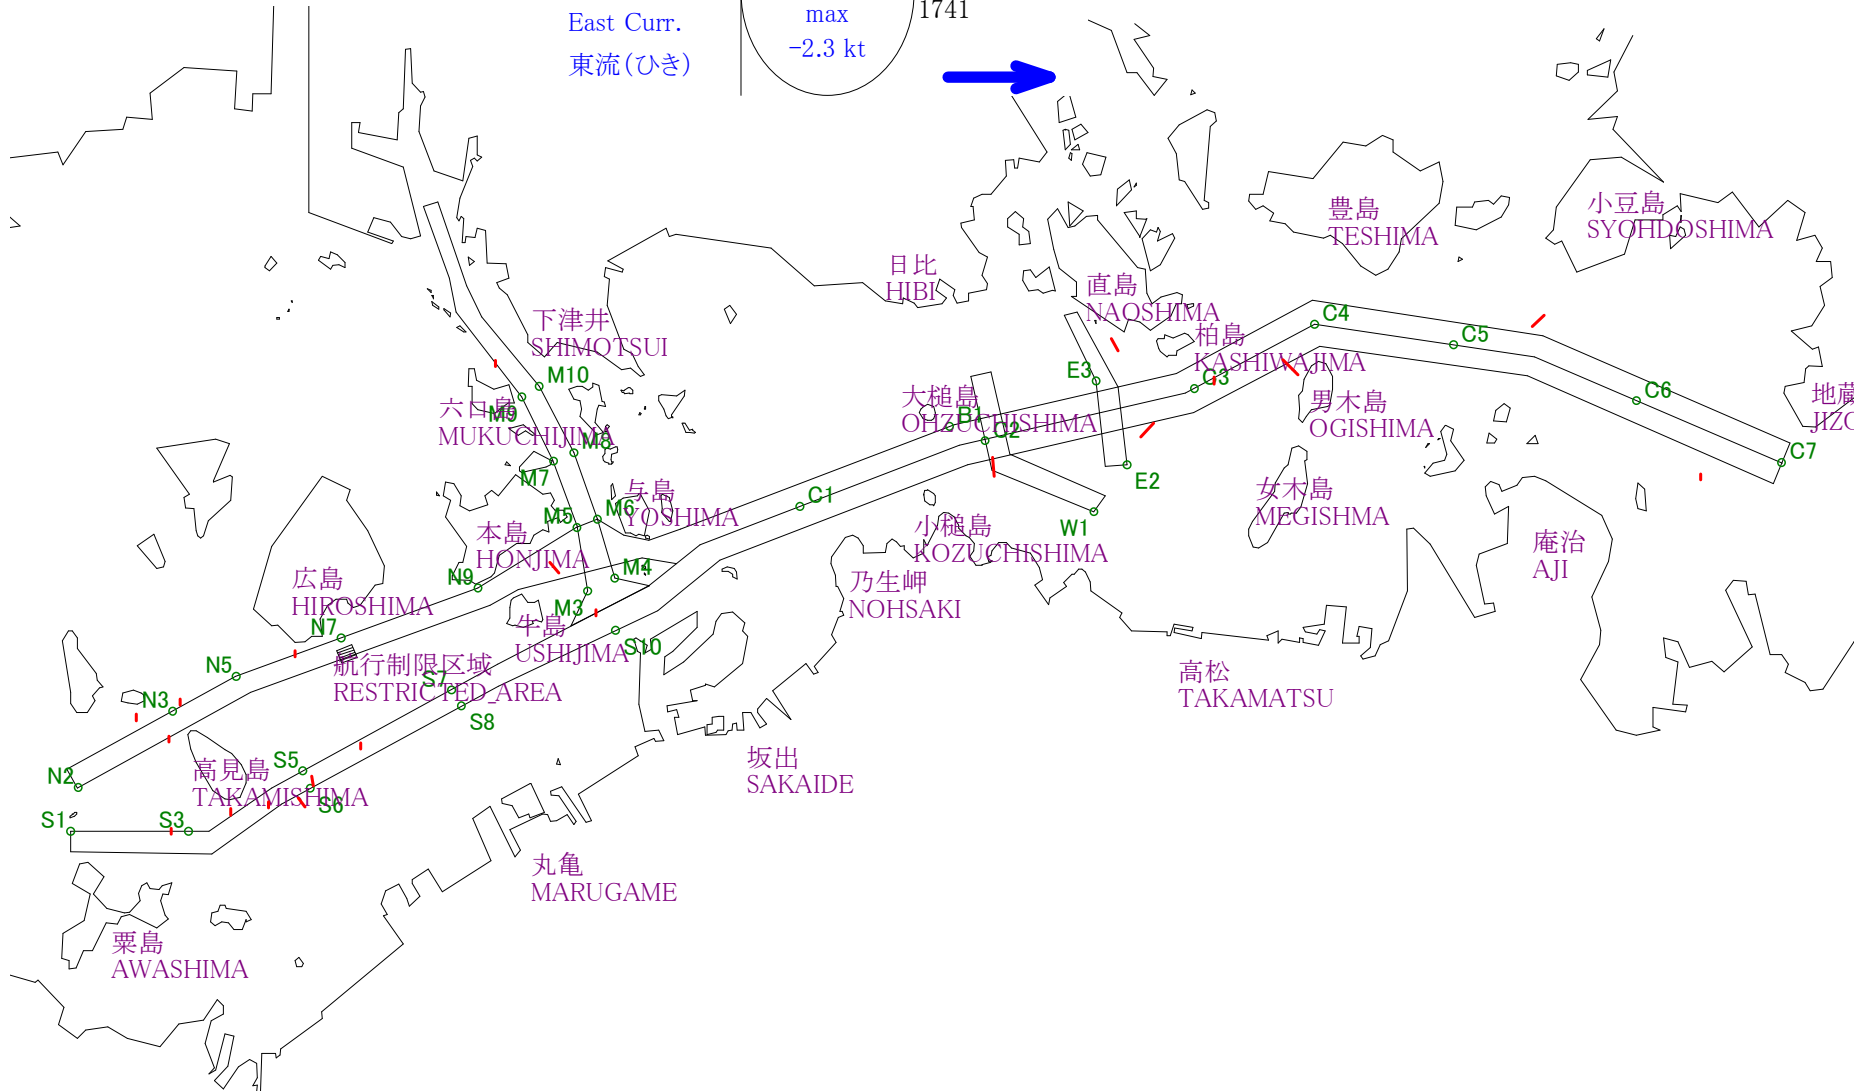 East Curr.
東流(ひき)
max
-2.3 kt
1741
豊島
TESHIMA
小豆島
SYOHDOSHIMA
日比
HIBI
直島
NAOSHIMA
下津井
SHIMOTSUI
柏島
KASHIWAJIMA
C4
C5
C3
C6
C7
E3
E2
大槌島
OHZUCHISHIMA
B1
C2
C1
W1
男木島
OGISHIMA
地蔵
JIZO
六口島
MUKUCHIJIMA
M10
M9
M8
M7
M6
M5
M4
M3
与島
YOSHIMA
本島
HONJIMA
女木島
MEGISHMA
小槌島
KOZUCHISHIMA
庵治
AJI
乃生岬
NOHSAKI
広島
HIROSHIMA
N9
N7
N5
N3
N2
牛島
USHIJIMA
S10
航行制限区域
RESTRICTED_AREA
S7
S8
高松
TAKAMATSU
高見島
TAKAMISHIMA
S5
S6
S1
S3
坂出
SAKAIDE
丸亀
MARUGAME
粟島
AWASHIMA